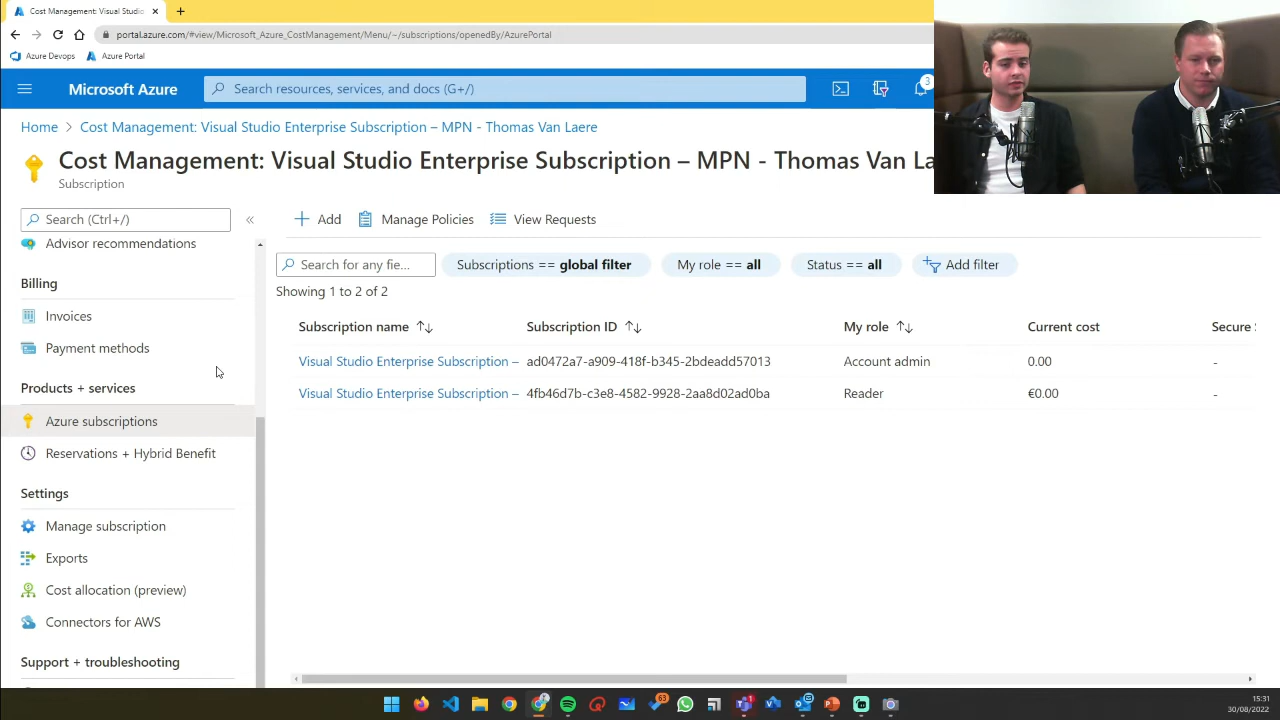 Cost Management: Visual Studio
portal.azure.com/#view/Microsoft_Azure_CostManagement/Menu/~/subscriptions/openedBy/AzurePortal
Azure Devops Azure Portal
Microsoft Azure
Search resources, services, and docs (G+/)
3
Home > Cost Management: Visual Studio Enterprise Subscription – MPN - Thomas Van Laere
Cost Management: Visual Studio Enterprise Subscription – MPN - Thomas Van La
Subscription
Search (Ctrl+/)
«
Add Manage Policies View Requests
Advisor recommendations
Billing
Invoices
Payment methods
Products + services
Azure subscriptions
Reservations + Hybrid Benefit
Settings
Manage subscription
Exports
Cost allocation (preview)
Connectors for AWS
Support + troubleshooting
Search for any fie... Subscriptions == global filter My role == all Status == all Add filter
Showing 1 to 2 of 2
Subscription name Subscription ID My role Current cost Secure
Visual Studio Enterprise Subscription – ad0472a7-a909-418f-b345-2bdeadd57013 Account admin 0.00 -
Visual Studio Enterprise Subscription – 4fb46d7b-c3e8-4582-9928-2aa8d02ad0ba Reader €0.00 -
63
1
15:31
30/08/2022